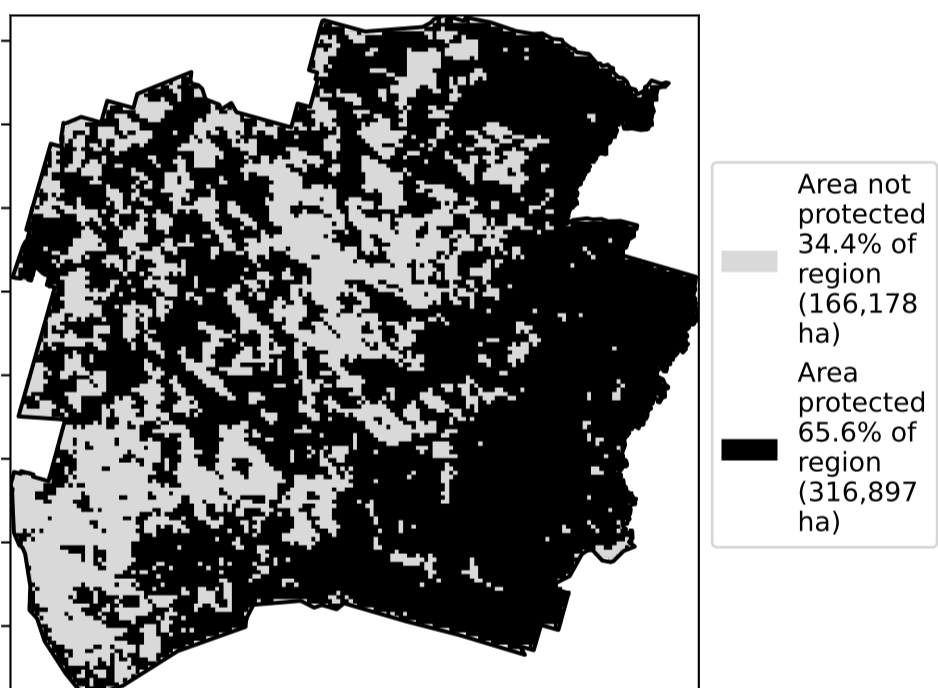 Area not
protected
34.4% of
region
(166,178
ha)
Area
protected
65.6% of
region
(316,897
ha)